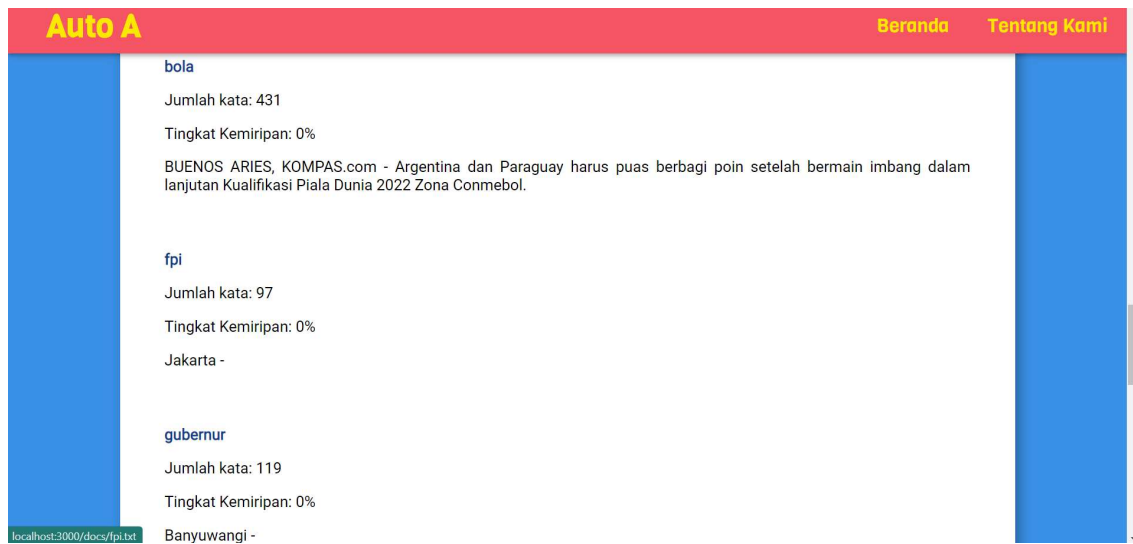 Auto A
Beranda
Tentang Kami
bola
Jumlah kata: 431
Tingkat Kemiripan: 0%
BUENOS ARIES, KOMPAS.com - Argentina dan Paraguay harus puas berbagi poin setelah bermain imbang dalam
lanjutan Kualifikasi Piala Dunia 2022 Zona Conmebol.
fpi
Jumlah kata: 97
Tingkat Kemiripan: 0%
Jakarta -
gubernur
Jumlah kata: 119
Tingkat Kemiripan: 0%
Banyuwangi -
localhost:3000/docs/fpi.txt